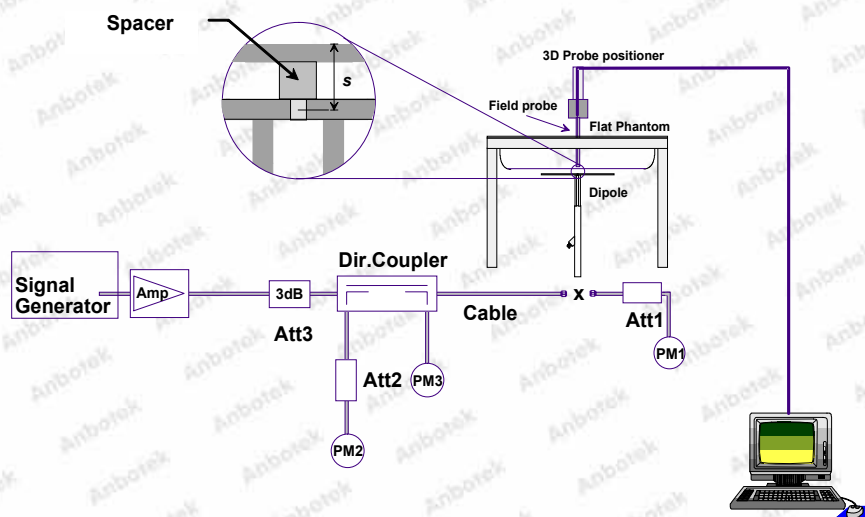 Spacer
s
3D Probe positioner
Field probe
Flat Phantom
Dipole
Dir.Coupler
Signal
Generator
Amp
3dB
Att3
Cable
x
Att1
PM1
Att2
PM3
PM2
Anbotek